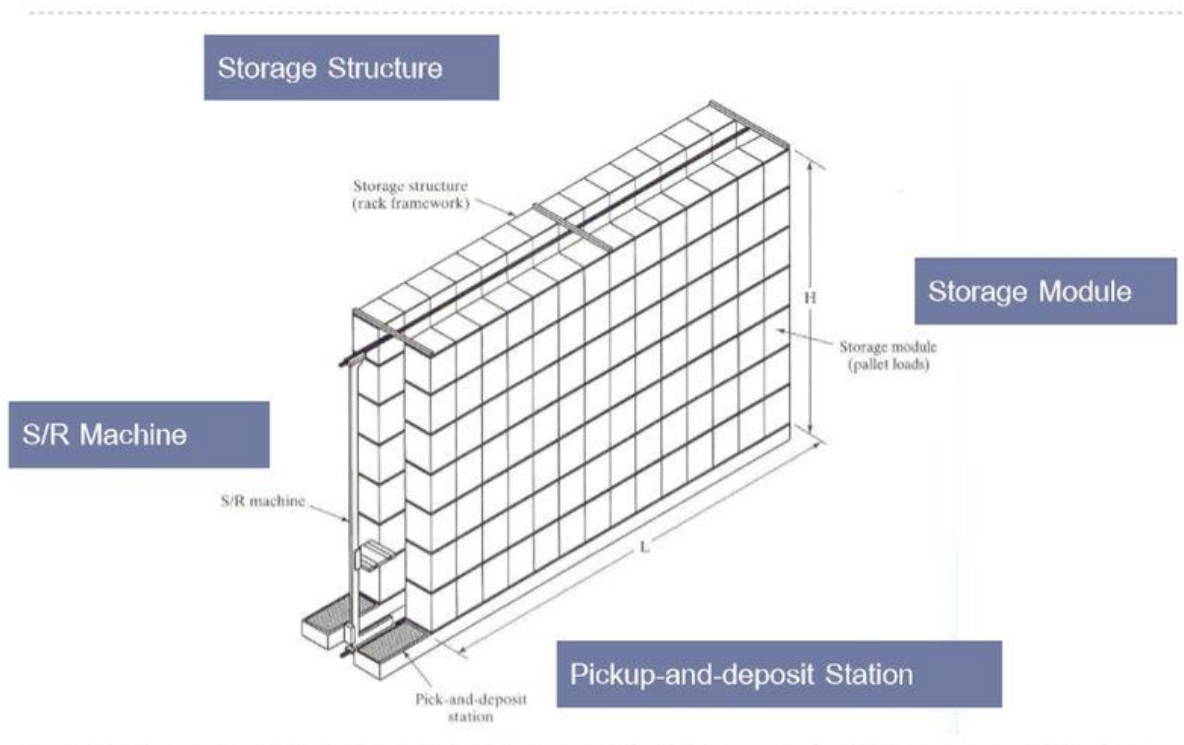 Storage Structure
Storage structure
(rack framework)
H
Storage Module
Storage module
(pallet loads)
S/R Machine
S/R machine
L
Pickup-and-deposit Station
Pick-and-deposit
station